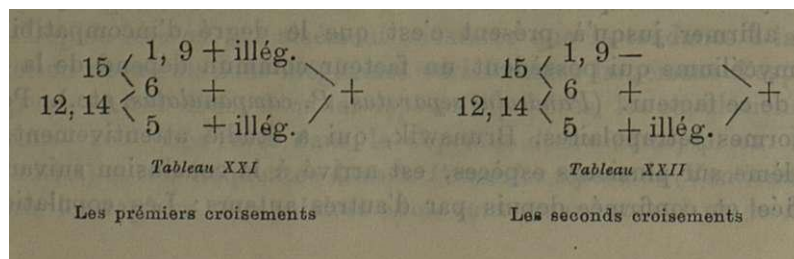 15 < 1, 9 + illég.
12, 14 < 6 +
5 + illég.
+
Tableau XXI
Les prémiers croisements
15 < 1, 9 —
12, 14 < 6 +
5 + illég.
+
Tableau XXII
Les seconds croisements